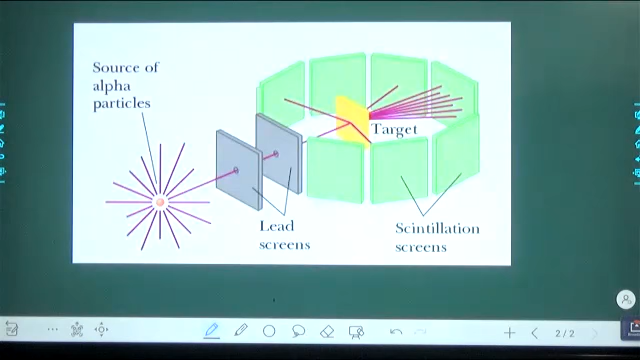 Source of
alpha
particles
Target
Lead
screens
Scintillation
screens
2/2